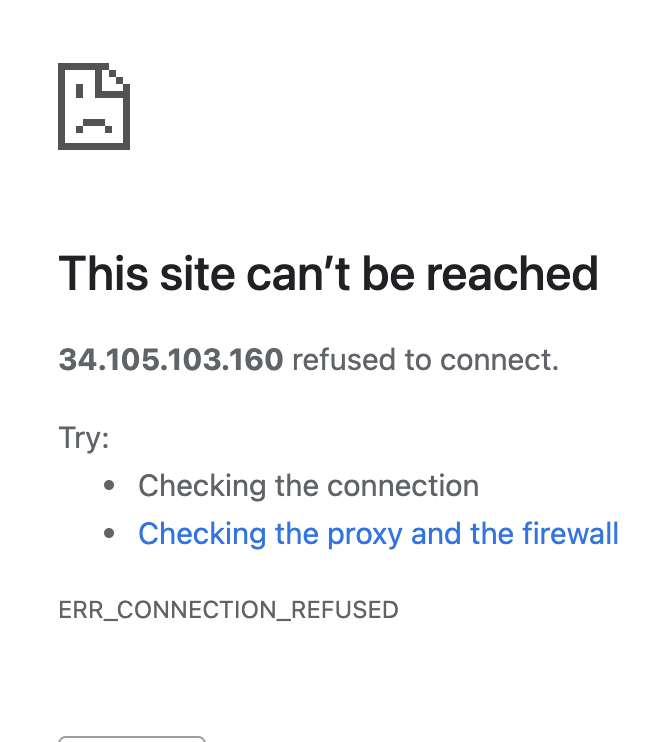 This site can’t be reached
34.105.103.160 refused to connect.
Try:
• Checking the connection
• Checking the proxy and the firewall
ERR_CONNECTION_REFUSED